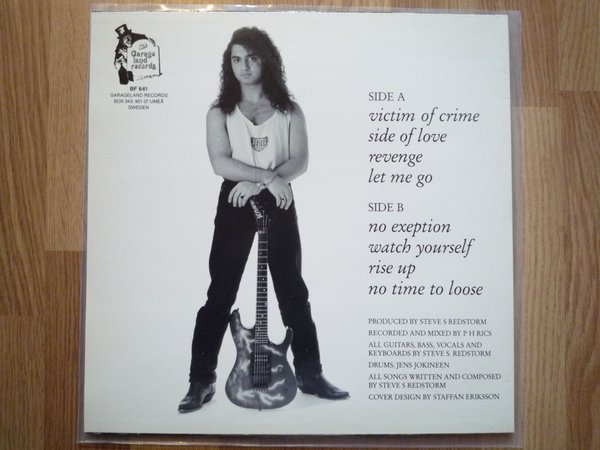 Garage
land
records
BF 641
GARAGELAND RECORDS
BOX 343, 901 07 UMEÅ
SWEDEN
SIDE A
victim of crime
side of love
revenge
let me go
SIDE B
no exeption
watch yourself
rise up
no time to loose
PRODUCED BY STEVE S REDSTORM
RECORDED AND MIXED BY P H RICS
ALL GUITARS, BASS, VOCALS AND
KEYBOARDS BY STEVE S. REDSTORM
DRUMS: JENS JOKINEEN
ALL SONGS WRITTEN AND COMPOSED
BY STEVE S REDSTORM
COVER DESIGN BY STAFFAN ERIKSSON